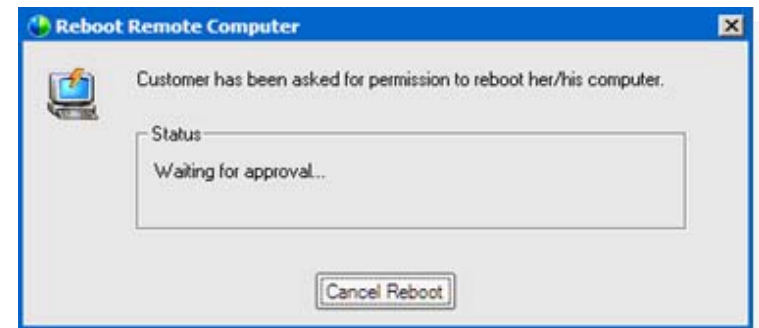 Reboot Remote Computer
Customer has been asked for permission to reboot her/his computer.
Status
Waiting for approval...
Cancel Reboot